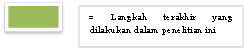 = Langkah terakhir yang
dilakukan dalam penelitian ini